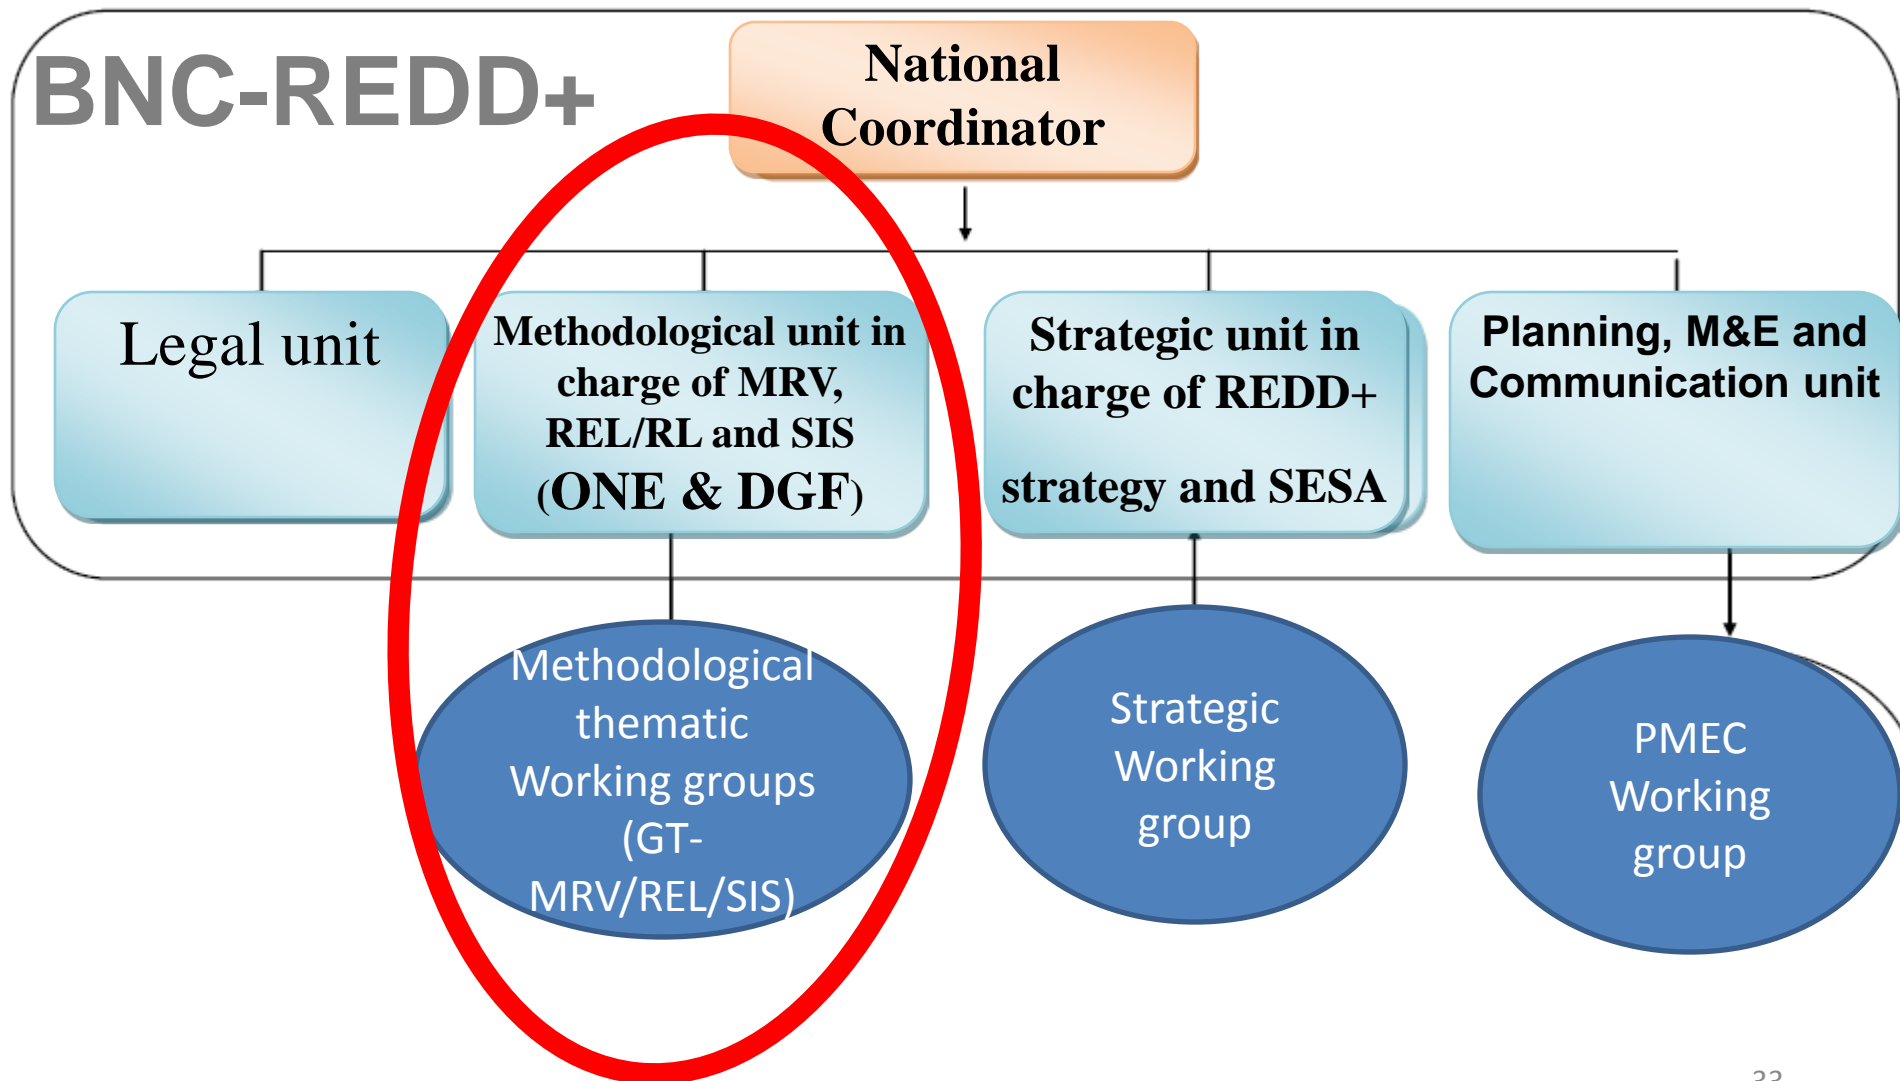 BNC-REDD+
National
Coordinator
Legal unit
Methodological unit in
charge of MRV,
REL/RL and SIS
(ONE & DGF)
Strategic unit in
charge of REDD+
strategy and SESA
Planning, M&E and
Communication unit
Methodological
thematic
Working groups
(GT-
MRV/REL/SIS)
Strategic
Working
group
PMEC
Working
group
33